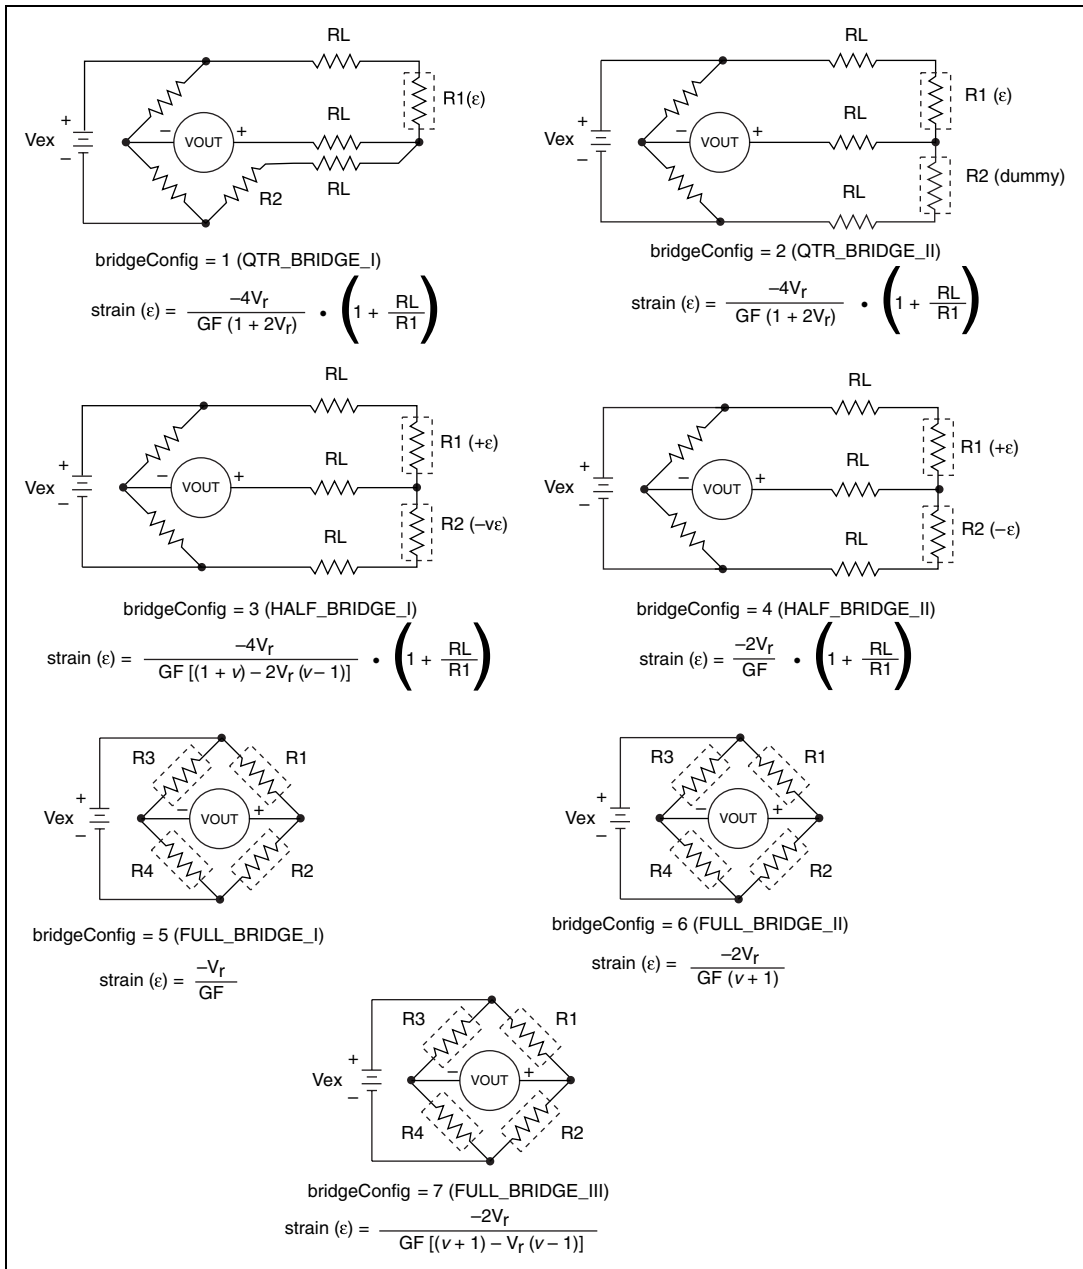 RL
R1(ε)
+
Vex
–
–
VOUT
+
RL
R2
RL
bridgeConfig = 1 (QTR_BRIDGE_I)
strain (ε) = –4Vr / GF (1 + 2Vr) • (1 + RL / R1)
RL
R1 (ε)
+
Vex
–
–
VOUT
+
RL
R2 (dummy)
RL
bridgeConfig = 2 (QTR_BRIDGE_II)
strain (ε) = –4Vr / GF (1 + 2Vr) • (1 + RL / R1)
RL
R1 (+ε)
+
Vex
–
–
VOUT
+
RL
R2 (–vε)
RL
bridgeConfig = 3 (HALF_BRIDGE_I)
strain (ε) = –4Vr / GF [(1 + v) – 2Vr (v – 1)] • (1 + RL / R1)
RL
R1 (+ε)
+
Vex
–
–
VOUT
+
RL
R2 (–ε)
RL
bridgeConfig = 4 (HALF_BRIDGE_II)
strain (ε) = –2Vr / GF • (1 + RL / R1)
R3
R1
+
Vex
–
–
VOUT
+
R4
R2
bridgeConfig = 5 (FULL_BRIDGE_I)
strain (ε) = –Vr / GF
R3
R1
+
Vex
–
–
VOUT
+
R4
R2
bridgeConfig = 6 (FULL_BRIDGE_II)
strain (ε) = –2Vr / GF (v + 1)
R3
R1
+
Vex
–
–
VOUT
+
R4
R2
bridgeConfig = 7 (FULL_BRIDGE_III)
strain (ε) = –2Vr / GF [(v + 1) – Vr (v – 1)]